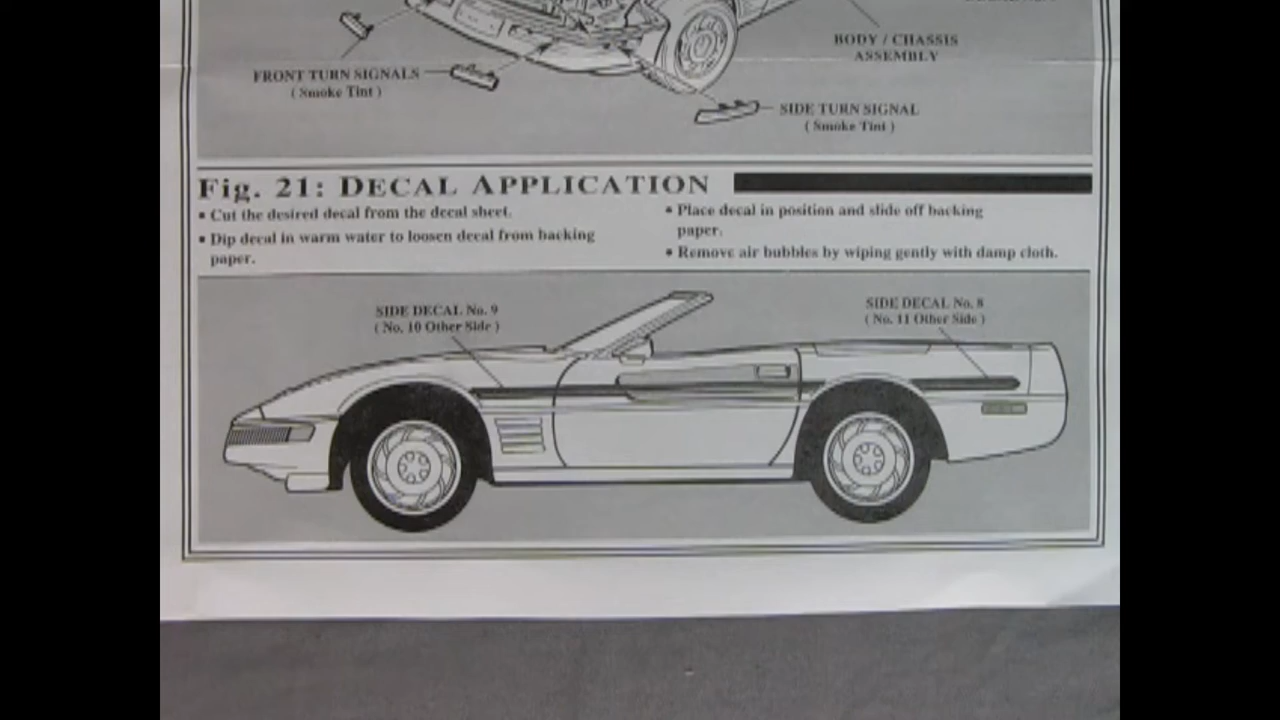 BODY / CHASSIS
ASSEMBLY
FRONT TURN SIGNALS
( Smoke Tint )
SIDE TURN SIGNAL
( Smoke Tint )
Fig. 21: DECAL APPLICATION
• Cut the desired decal from the decal sheet.
• Dip decal in warm water to loosen decal from backing
paper.
• Place decal in position and slide off backing
paper.
• Remove air bubbles by wiping gently with damp cloth.
SIDE DECAL No. 9
( No. 10 Other Side )
SIDE DECAL No. 8
( No. 11 Other Side )